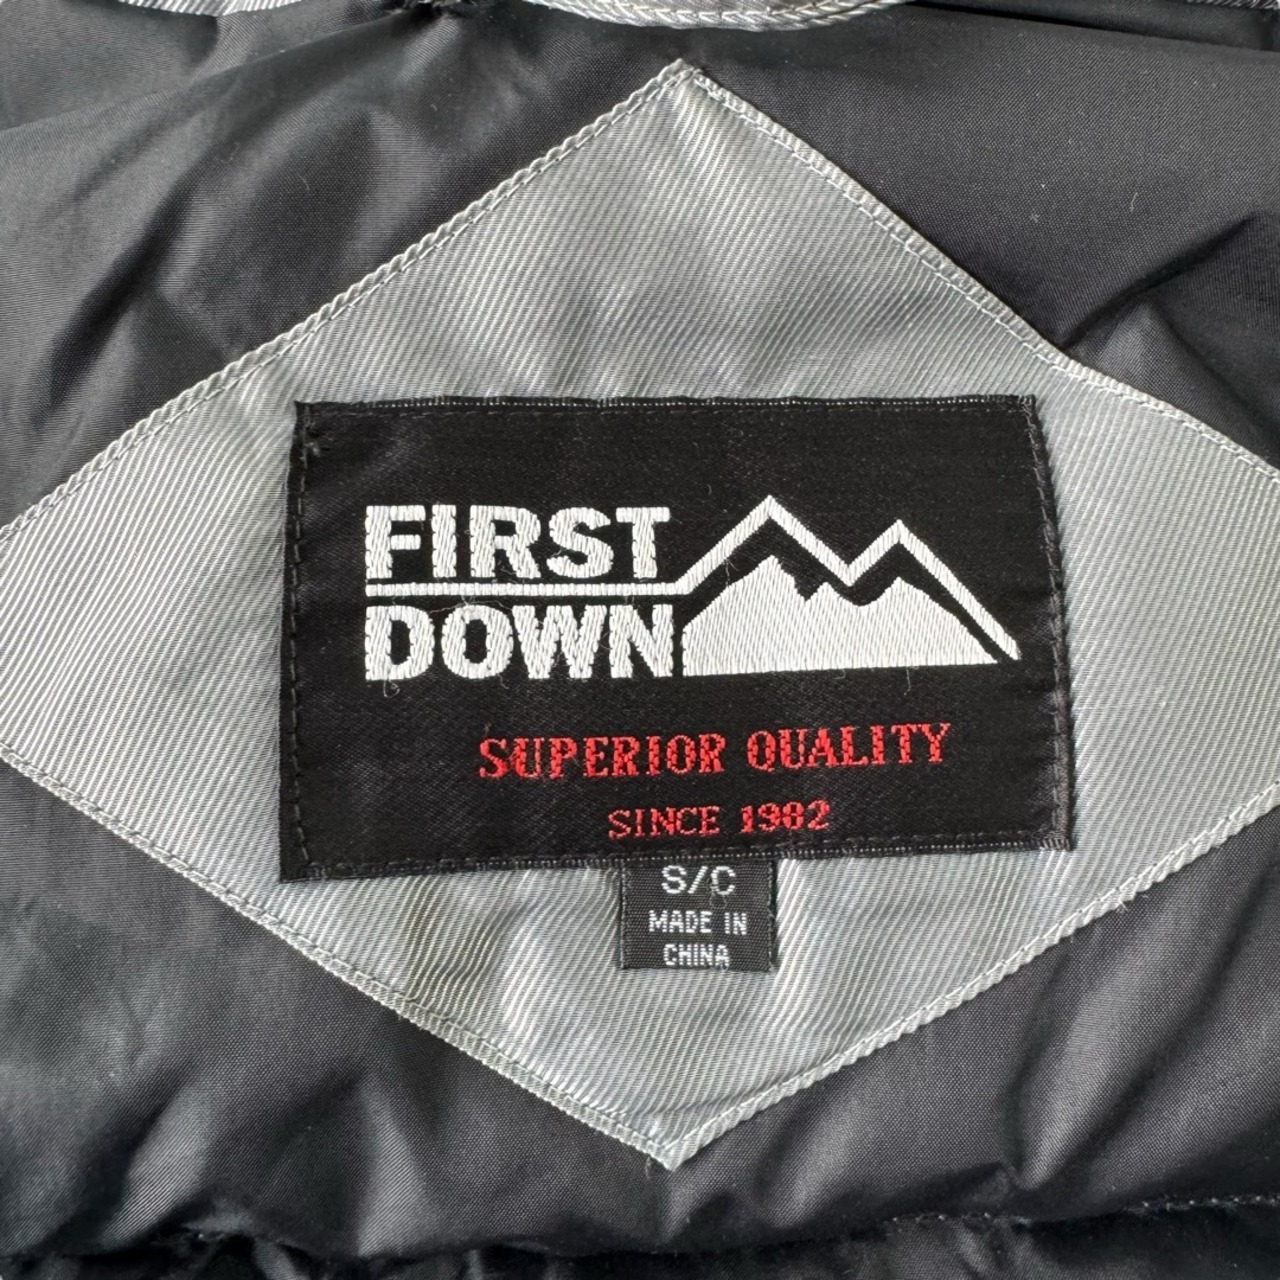 FIRST
DOWN
SUPERIOR QUALITY
SINCE 1982
S/C
MADE IN
CHINA